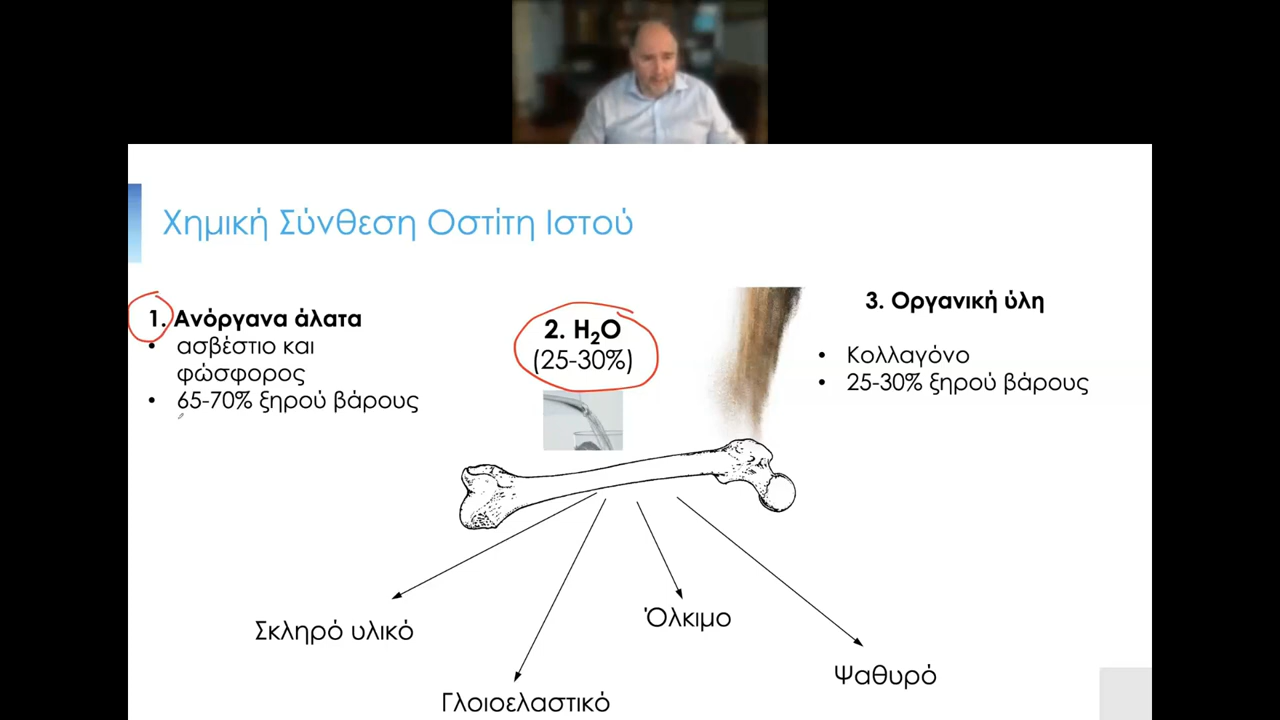 Χημική Σύνθεση Οστίτη Ιστού
1. Ανόργανα άλατα
• ασβέστιο και
φώσφορος
• 65-70% ξηρού βάρους
2. H₂O
(25-30%)
3. Οργανική ύλη
• Κολλαγόνο
• 25-30% ξηρού βάρους
Σκληρό υλικό
Γλοιοελαστικό
Όλκιμο
Ψαθυρό